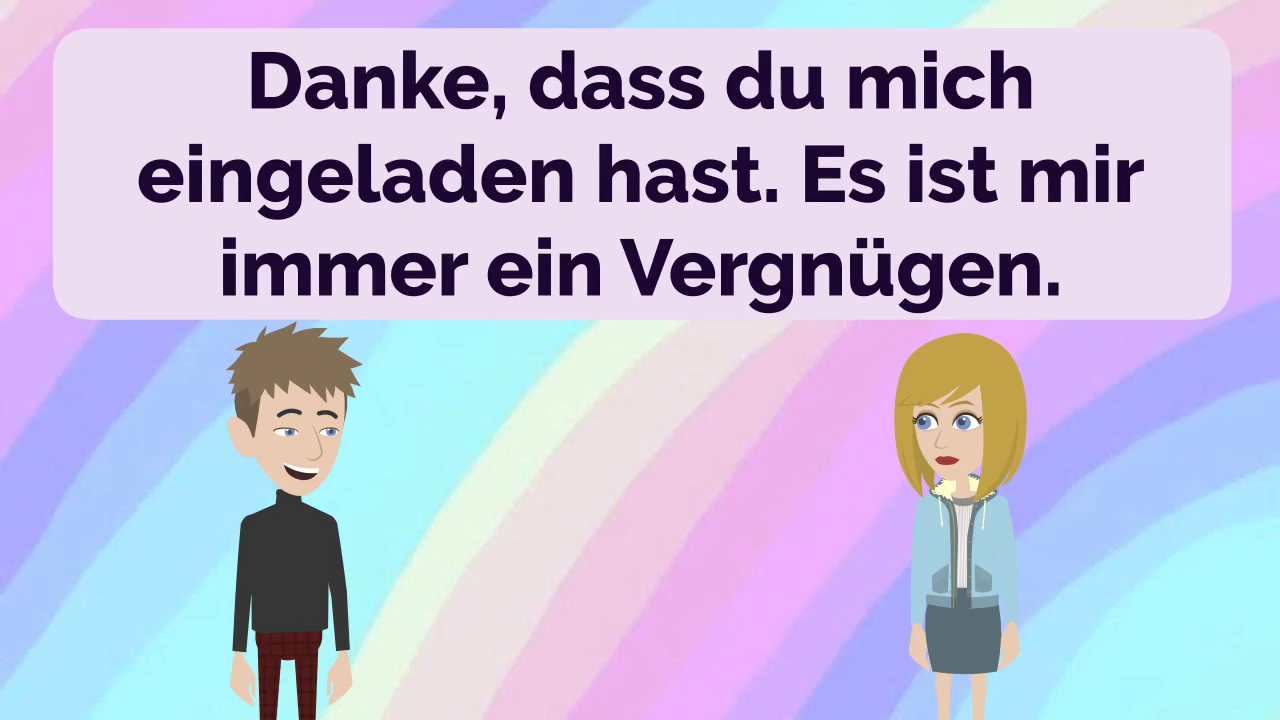 Danke, dass du mich
eingeladen hast. Es ist mir
immer ein Vergnügen.